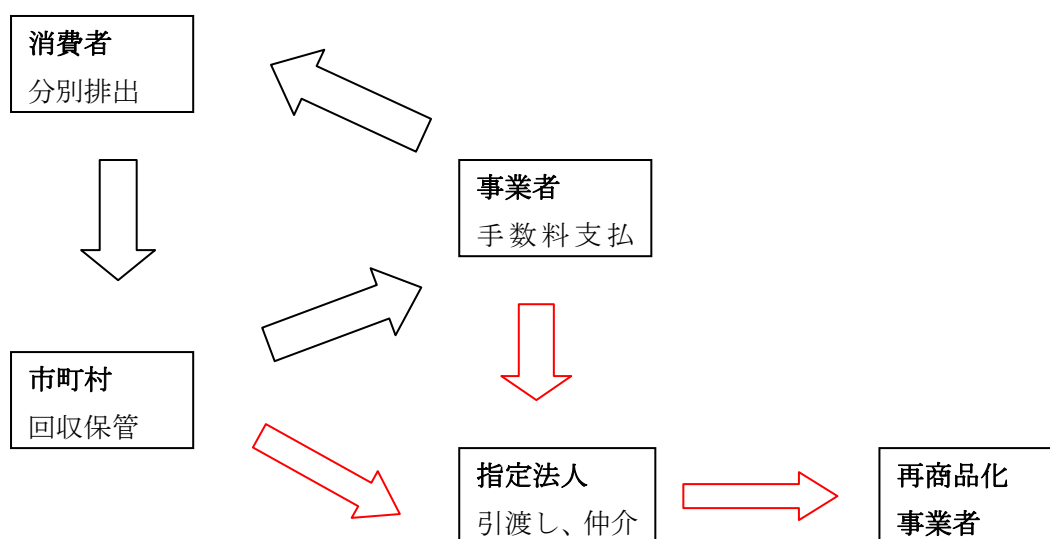 消費者
分別排出
事業者
手数料支払
市町村
回収保管
指定法人
引渡し、仲介
再商品化
事業者